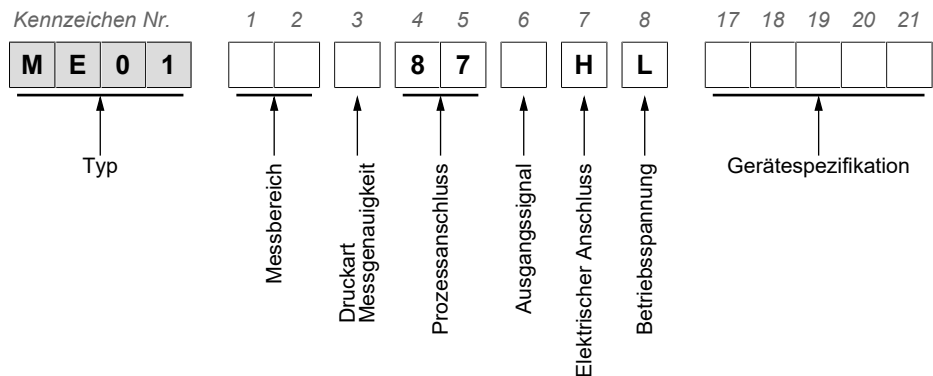 Kennzeichen Nr. 1 2 3 4 5 6 7 8 17 18 19 20 21
M E 0 1 8 7 H L
Typ
Messbereich
Druckart
Messgenauigkeit
Prozessanschluss
Ausgangssignal
Elektrischer Anschluss
Betriebsspannung
Gerätespezifikation